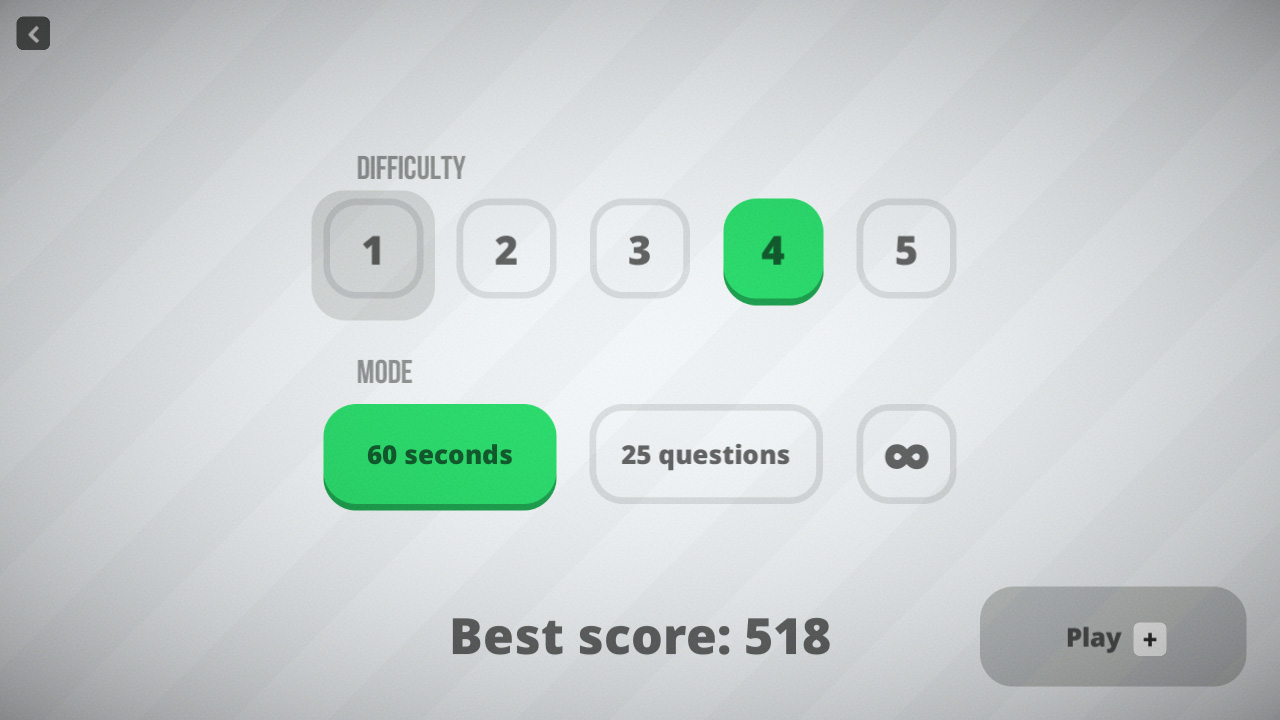 DIFFICULTY
1 2 3 4 5
MODE
60 seconds 25 questions ∞
Best score: 518
Play +